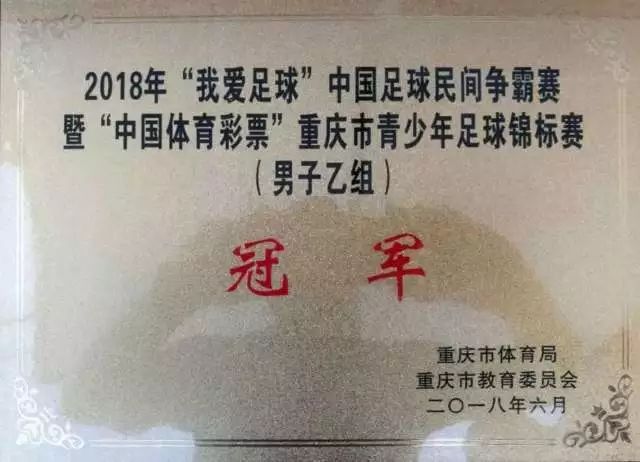 2018年“我爱足球”中国足球民间争霸赛
暨“中国体育彩票”重庆市青少年足球锦标赛
（男子乙组）
冠军
重庆市体育局
重庆市教育委员会
二〇一八年六月